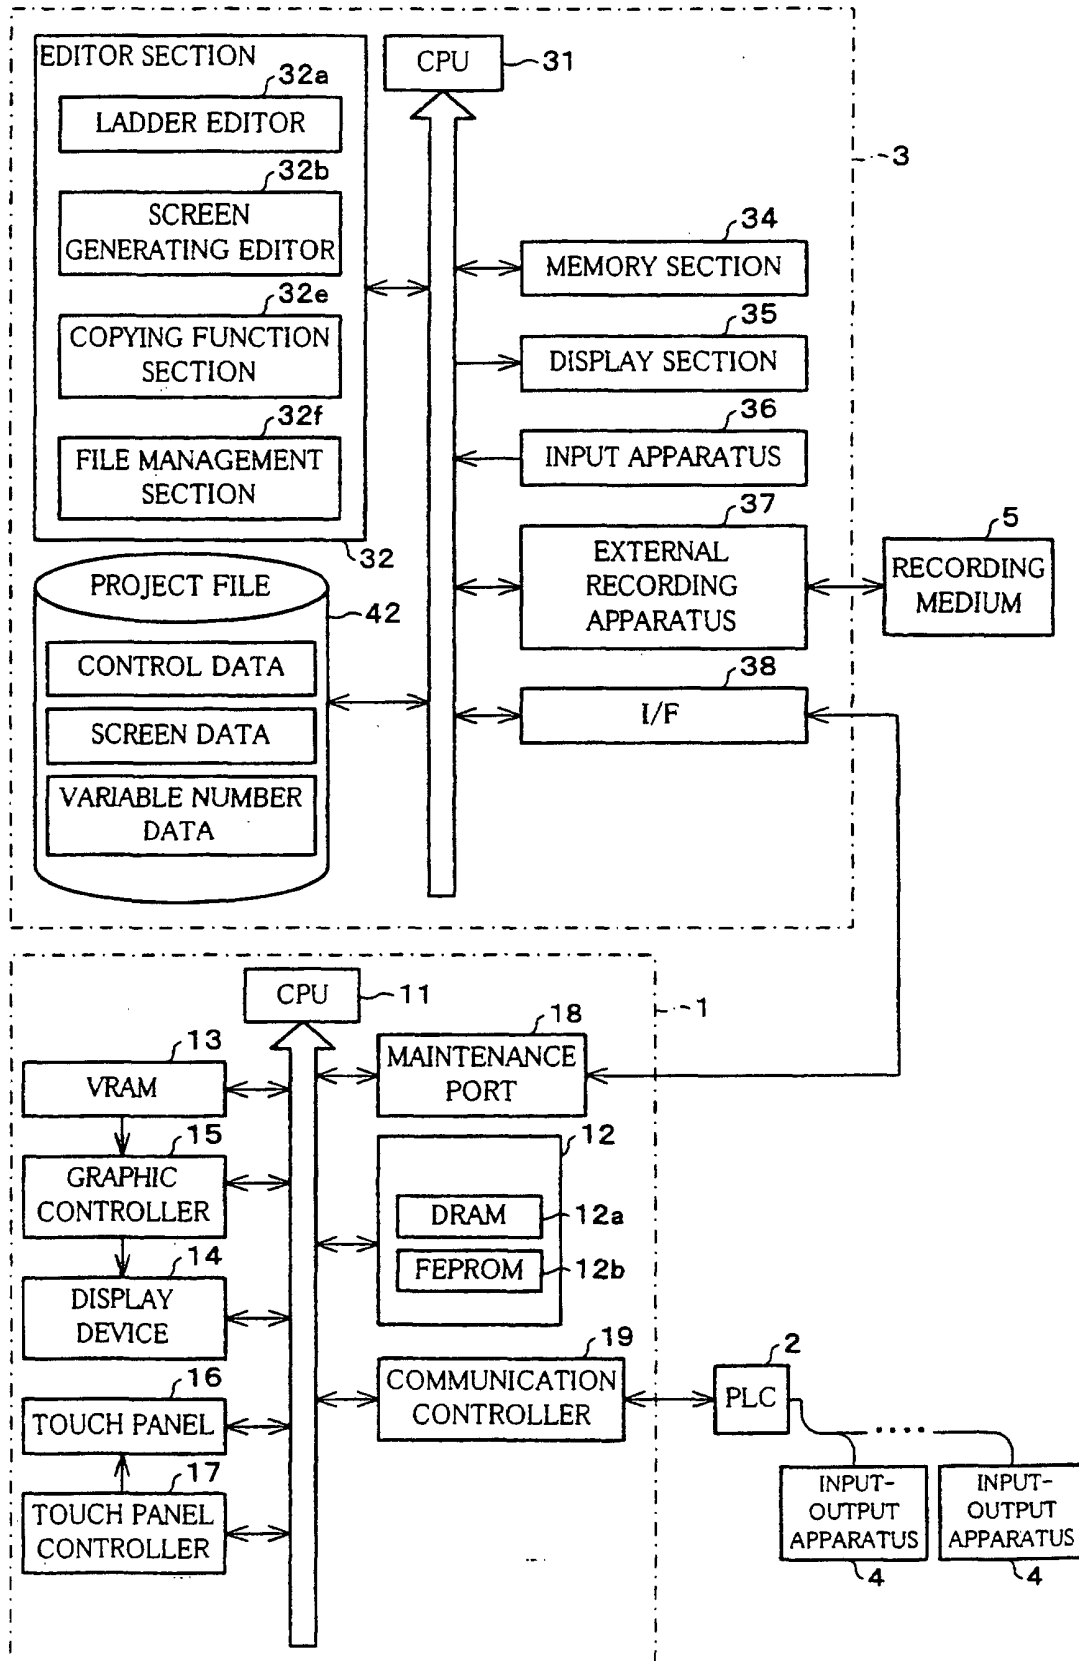 EDITOR SECTION
32a
LADDER EDITOR
32b
SCREEN
GENERATING EDITOR
32e
COPYING FUNCTION
SECTION
32f
FILE MANAGEMENT
SECTION
32
CPU
31
3
34
MEMORY SECTION
35
DISPLAY SECTION
36
INPUT APPARATUS
37
EXTERNAL
RECORDING
APPARATUS
5
RECORDING
MEDIUM
38
I/F
PROJECT FILE
42
CONTROL DATA
SCREEN DATA
VARIABLE NUMBER
DATA
CPU
11
1
13
VRAM
15
GRAPHIC
CONTROLLER
14
DISPLAY
DEVICE
16
TOUCH PANEL
17
TOUCH PANEL
CONTROLLER
18
MAINTENANCE
PORT
12
DRAM
12a
FEPROM
12b
19
COMMUNICATION
CONTROLLER
2
PLC
INPUT-
OUTPUT
APPARATUS
4
INPUT-
OUTPUT
APPARATUS
4